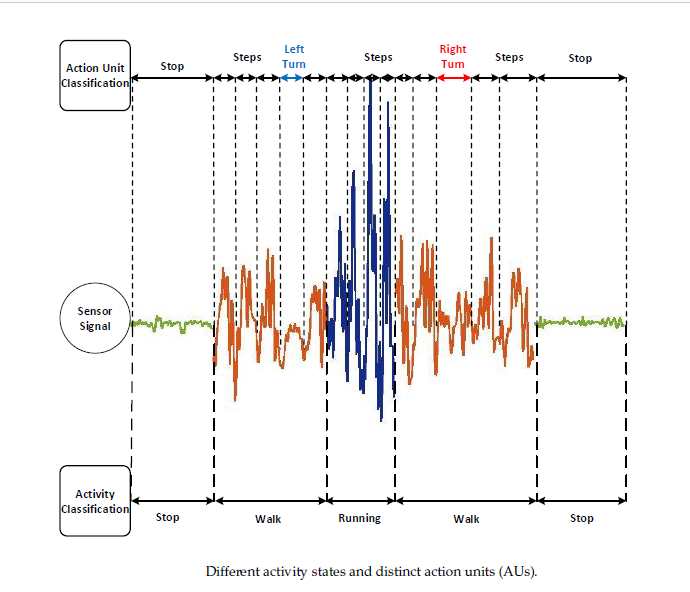 Action Unit
Classification
Stop
Steps
Left
Turn
Steps
Right
Turn
Steps
Stop
Sensor
Signal
Activity
Classification
Stop
Walk
Running
Walk
Stop
Different activity states and distinct action units (AUs).